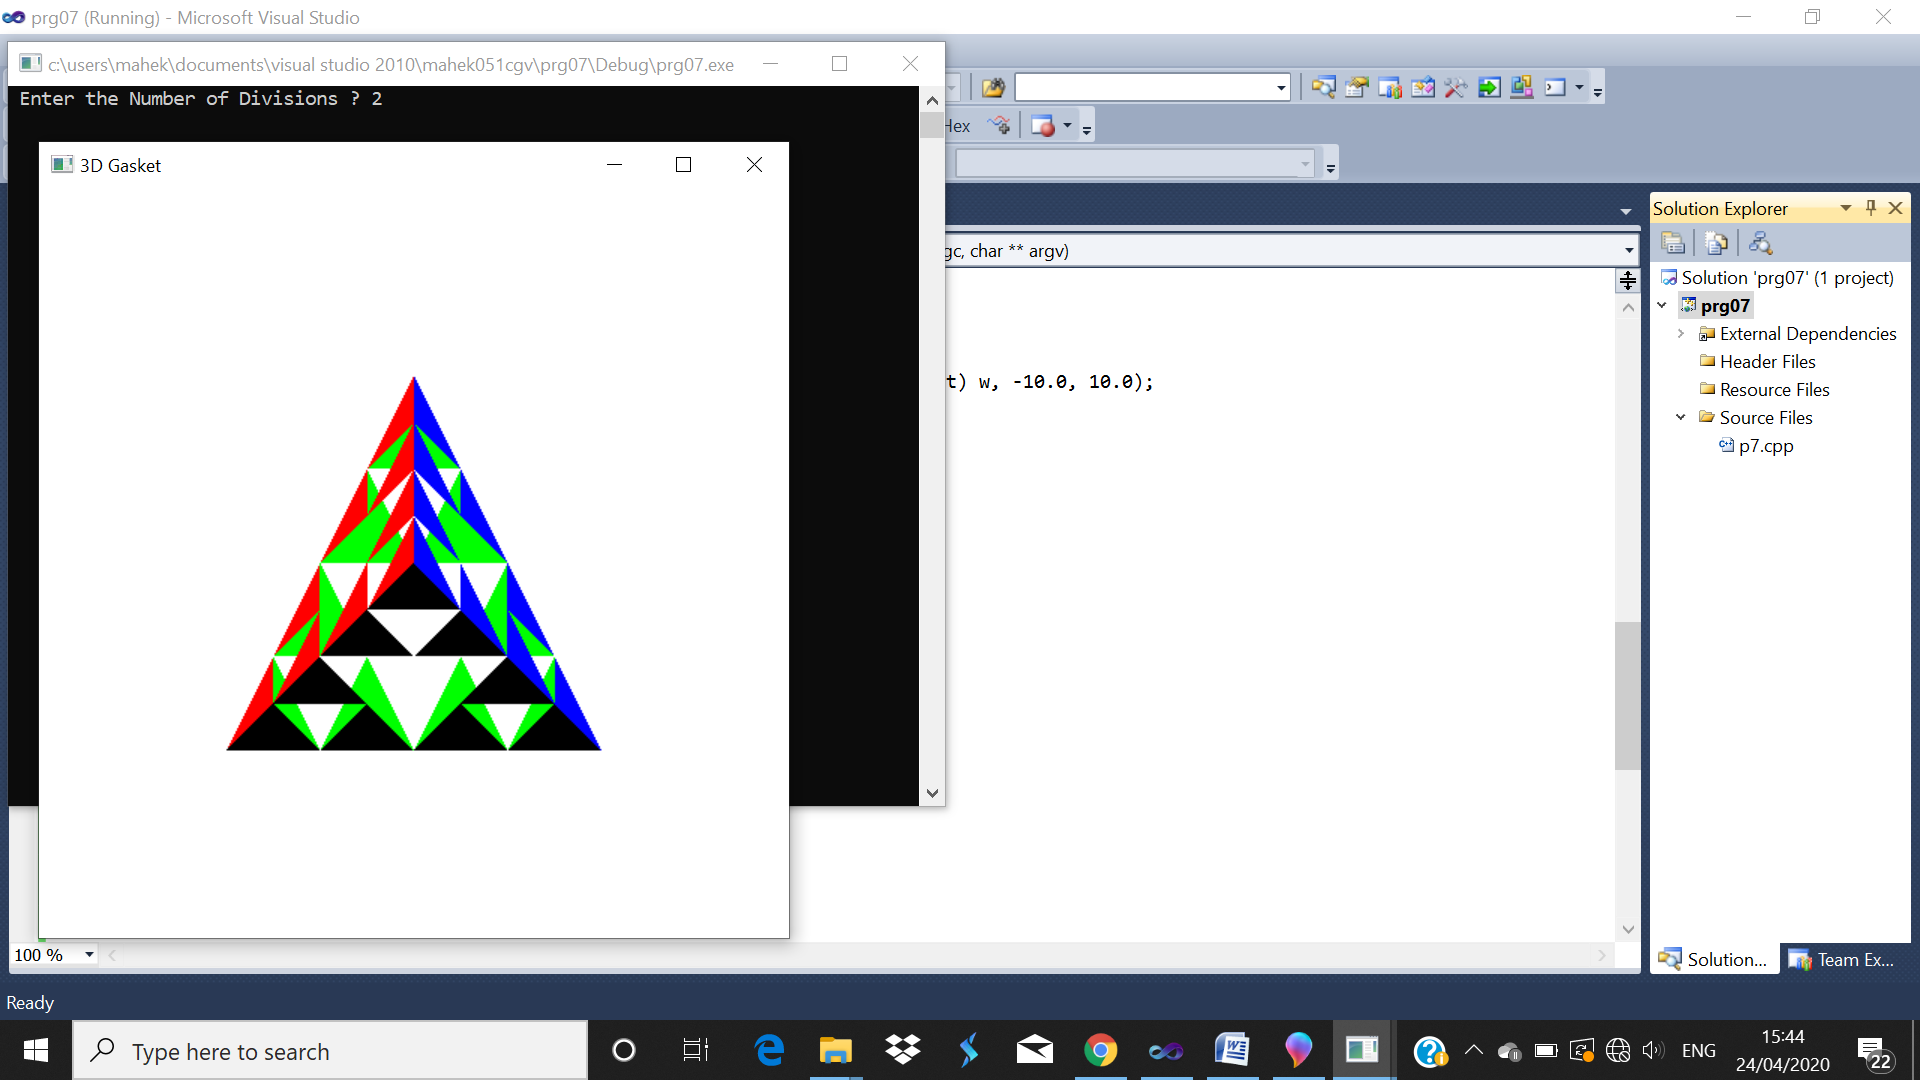 prg07 (Running) - Microsoft Visual Studio
c:\users\mahek\documents\visual studio 2010\mahek051cgv\prg07\Debug\prg07.exe
Enter the Number of Divisions ? 2
Hex
3D Gasket
gc, char ** argv)
t) w, -10.0, 10.0);
Solution Explorer
Solution 'prg07' (1 project)
prg07
External Dependencies
Header Files
Resource Files
Source Files
p7.cpp
100 %
Solution...
Team Ex...
Ready
Type here to search
ENG
15:44
24/04/2020
22